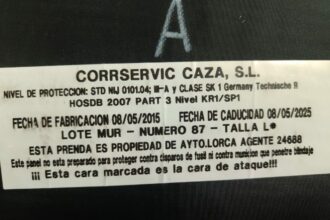 A
CORRSERVIC CAZA, S.L.
NIVEL DE PROTECCION: STD NIJ 0101.04; III-A y CLASE SK 1 Germany Technische R
HOSDB 2007 PART 3 Nivel KR1/SP1
FECHA DE FABRICACION 08/05/2015 FECHA DE CADUCIDAD 08/05/2025
LOTE MUR - NUMERO 87 - TALLA L*
ESTA PRENDA ES PROPIEDAD DE AYTO.LORCA AGENTE 24688
Este panel no esta preparado para proteger contra disparos de fusil ni contra municion que penetre blindaje
¡¡¡ Esta cara marcada es la cara de ataque!!!